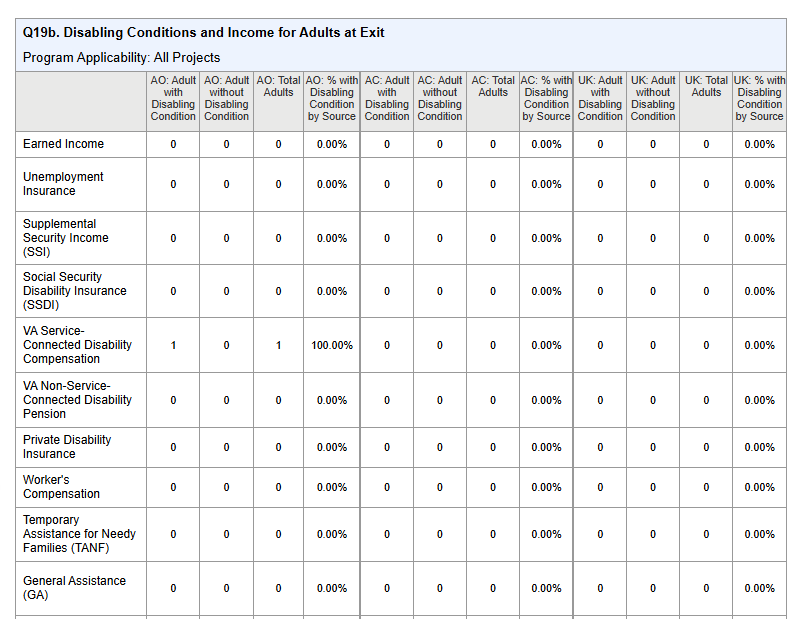 Q19b. Disabling Conditions and Income for Adults at Exit
Program Applicability: All Projects
AO: Adult with Disabling Condition	AO: Adult without Disabling Condition	AO: Total Adults	AO: % with Disabling Condition by Source	AC: Adult with Disabling Condition	AC: Adult without Disabling Condition	AC: Total Adults	AC: % with Disabling Condition by Source	UK: Adult with Disabling Condition	UK: Adult without Disabling Condition	UK: Total Adults	UK: % with Disabling Condition by Source
Earned Income	0	0	0	0.00%	0	0	0	0.00%	0	0	0	0.00%
Unemployment Insurance	0	0	0	0.00%	0	0	0	0.00%	0	0	0	0.00%
Supplemental Security Income (SSI)	0	0	0	0.00%	0	0	0	0.00%	0	0	0	0.00%
Social Security Disability Insurance (SSDI)	0	0	0	0.00%	0	0	0	0.00%	0	0	0	0.00%
VA Service-Connected Disability Compensation	1	0	1	100.00%	0	0	0	0.00%	0	0	0	0.00%
VA Non-Service-Connected Disability Pension	0	0	0	0.00%	0	0	0	0.00%	0	0	0	0.00%
Private Disability Insurance	0	0	0	0.00%	0	0	0	0.00%	0	0	0	0.00%
Worker's Compensation	0	0	0	0.00%	0	0	0	0.00%	0	0	0	0.00%
Temporary Assistance for Needy Families (TANF)	0	0	0	0.00%	0	0	0	0.00%	0	0	0	0.00%
General Assistance (GA)	0	0	0	0.00%	0	0	0	0.00%	0	0	0	0.00%